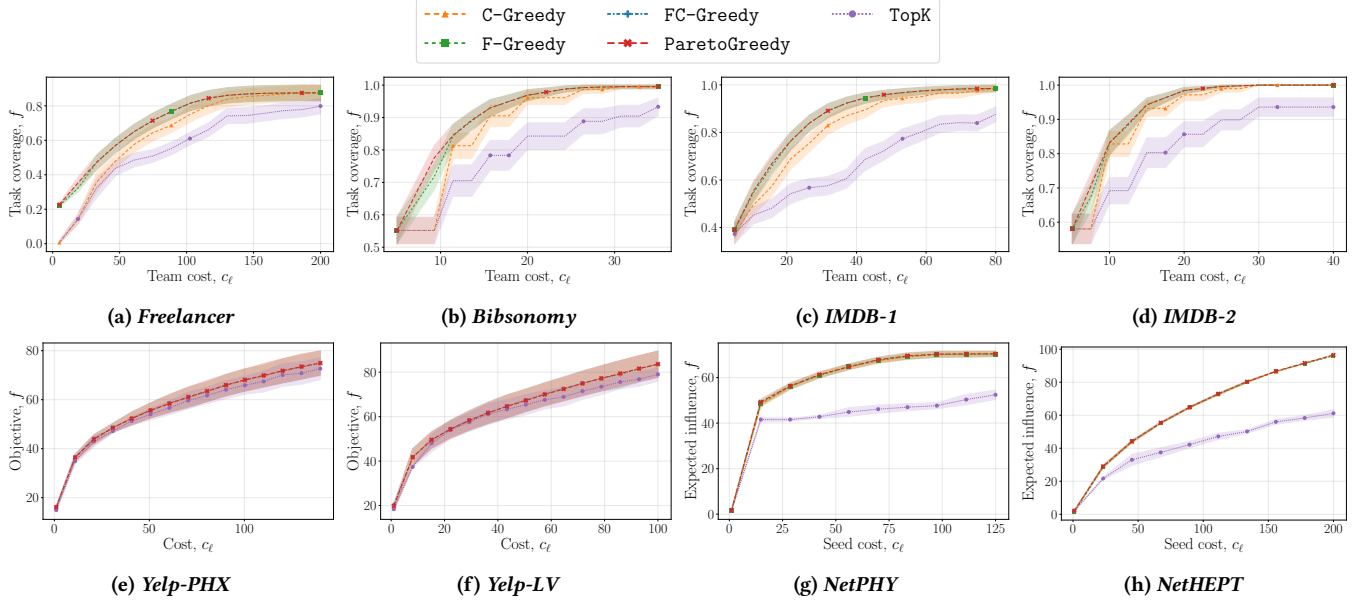 C-Greedy FC-Greedy TopK
F-Greedy ParetoGreedy
Task coverage, f
0.8
0.6
0.4
0.2
0.0
0 50 100 150 200
Team cost, cℓ
(a) Freelancer
Task coverage, f
1.0
0.9
0.8
0.7
0.6
0.5
10 20 30
Team cost, cℓ
(b) Bibsonomy
Task coverage, f
1.0
0.8
0.6
0.4
20 40 60 80
Team cost, cℓ
(c) IMDB-1
Task coverage, f
1.0
0.9
0.8
0.7
0.6
10 20 30 40
Team cost, cℓ
(d) IMDB-2
Objective, f
80
60
40
20
0 50 100
Cost, cℓ
(e) Yelp-PHX
Objective, f
80
60
40
20
0 20 40 60 80 100
Cost, cℓ
(f) Yelp-LV
Expected influence, f
60
40
20
0
0 25 50 75 100 125
Seed cost, cℓ
(g) NetPHY
Expected influence, f
100
80
60
40
20
0
0 50 100 150 200
Seed cost, cℓ
(h) NetHEPT